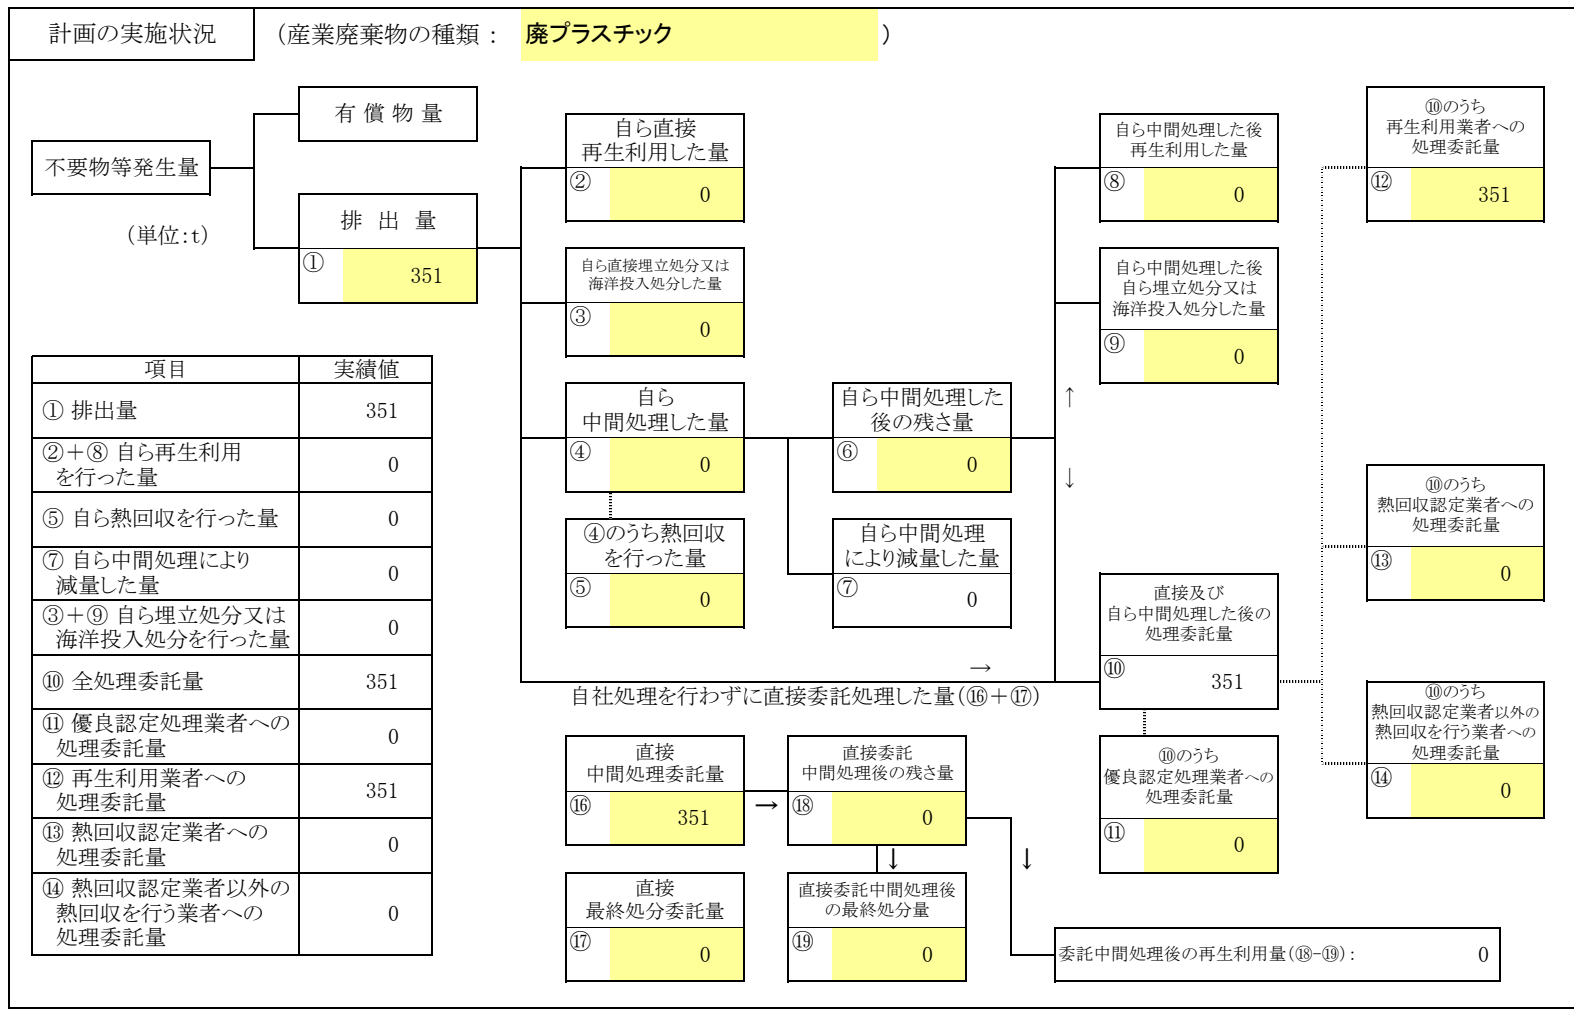 計画の実施状況
(産業廃棄物の種類： 廃プラスチック )
有 償 物 量
不要物等発生量
(単位:t)
排 出 量
①
351
項目 実績値
① 排出量 351
②＋⑧ 自ら再生利用
を行った量
0
⑤ 自ら熱回収を行った量 0
⑦ 自ら中間処理により
減量した量
0
③＋⑨ 自ら埋立処分又は
海洋投入処分を行った量
0
⑩ 全処理委託量 351
⑪ 優良認定処理業者への
処理委託量
0
⑫ 再生利用業者への
処理委託量
351
⑬ 熱回収認定業者への
処理委託量
0
⑭ 熱回収認定業者以外の
熱回収を行う業者への
処理委託量
0
自ら直接
再生利用した量
②
0
自ら直接埋立処分又は
海洋投入処分した量
③
0
自ら
中間処理した量
④
0
④のうち熱回収
を行った量
⑤
0
自ら中間処理した
後の残さ量
⑥
0
自ら中間処理
により減量した量
⑦
0
自ら中間処理した後
再生利用した量
⑧
0
自ら中間処理した後
自ら埋立処分又は
海洋投入処分した量
⑨
0
↑
↓
→
自社処理を行わずに直接委託処理した量(⑯＋⑰)
直接及び
自ら中間処理した後の
処理委託量
⑩
351
⑩のうち
優良認定処理業者への
処理委託量
⑪
0
⑩のうち
再生利用業者への
処理委託量
⑫
351
⑩のうち
熱回収認定業者への
処理委託量
⑬
0
⑩のうち
熱回収認定業者以外の
熱回収を行う業者への
処理委託量
⑭
0
直接
中間処理委託量
⑯
351
→
直接委託
中間処理後の残さ量
⑱
0
↓
↓
直接
最終処分委託量
⑰
0
直接委託中間処理後
の最終処分量
⑲
0
委託中間処理後の再生利用量(⑱-⑲)： 0